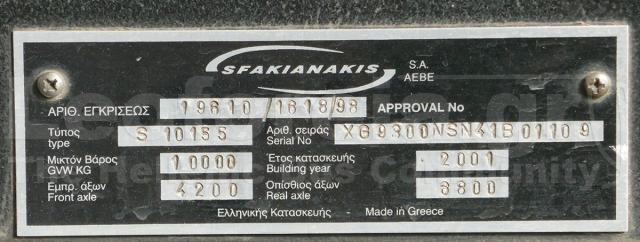 SFAKIANAKIS S.A. AEBE
ΑΡΙΘ. ΕΓΚΡΙΣΕΩΣ 19610/1618/98 APPROVAL No
Τύπος type S 10155 Αριθ. σειράς Serial No XG9300NSN41B01109
Μικτόν Βάρος GVW KG 10000 Έτος κατασκευής Building year 2001
Εμπρ. άξων Front axle 4200 Οπίσθιος άξων Real axle 6800
Ελληνικής Κατασκευής Made in Greece